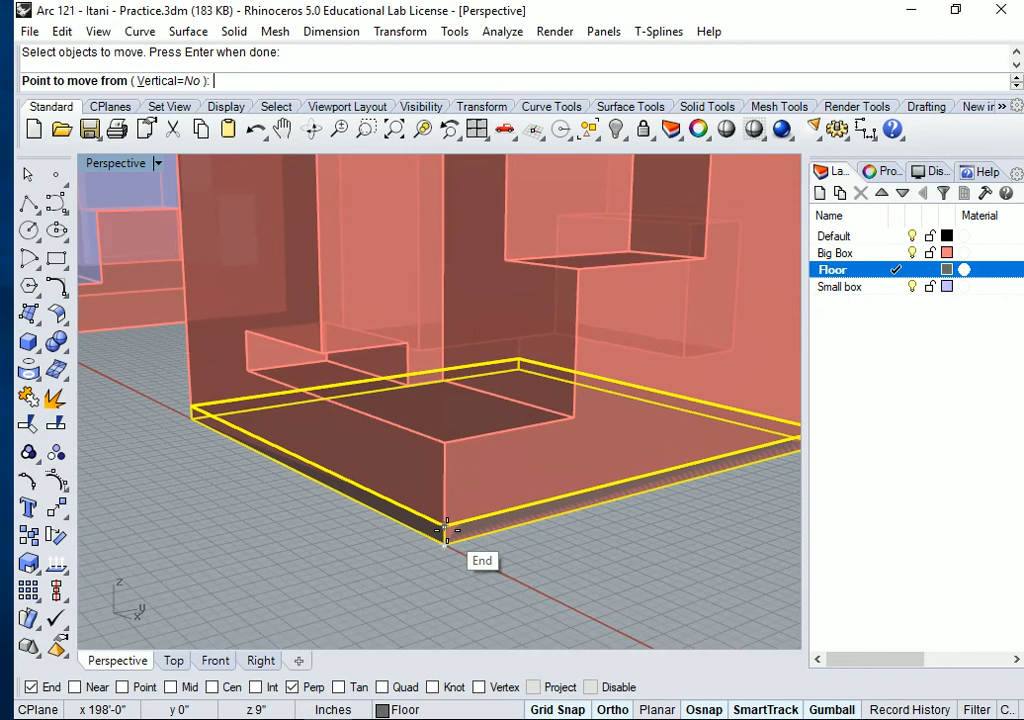 Arc 121 - Itani - Practice.3dm (183 KB) - Rhinoceros 5.0 Educational Lab License - [Perspective]
File Edit View Curve Surface Solid Mesh Dimension Transform Tools Analyze Render Panels T-Splines Help
Select objects to move. Press Enter when done:
Point to move from ( Vertical=No ):
Standard CPlanes Set View Display Select Viewport Layout Visibility Transform Curve Tools Surface Tools Solid Tools Mesh Tools Render Tools Drafting New in »
Perspective
La... Pro... Dis... Help
Name Material
Default
Big Box
Floor
Small box
End
z
y
x
Perspective Top Front Right
End Near Point Mid Cen Int Perp Tan Quad Knot Vertex Project Disable
CPlane x 198'-0" y 0" z 9" Inches Floor Grid Snap Ortho Planar Osnap SmartTrack Gumball Record History Filter C..